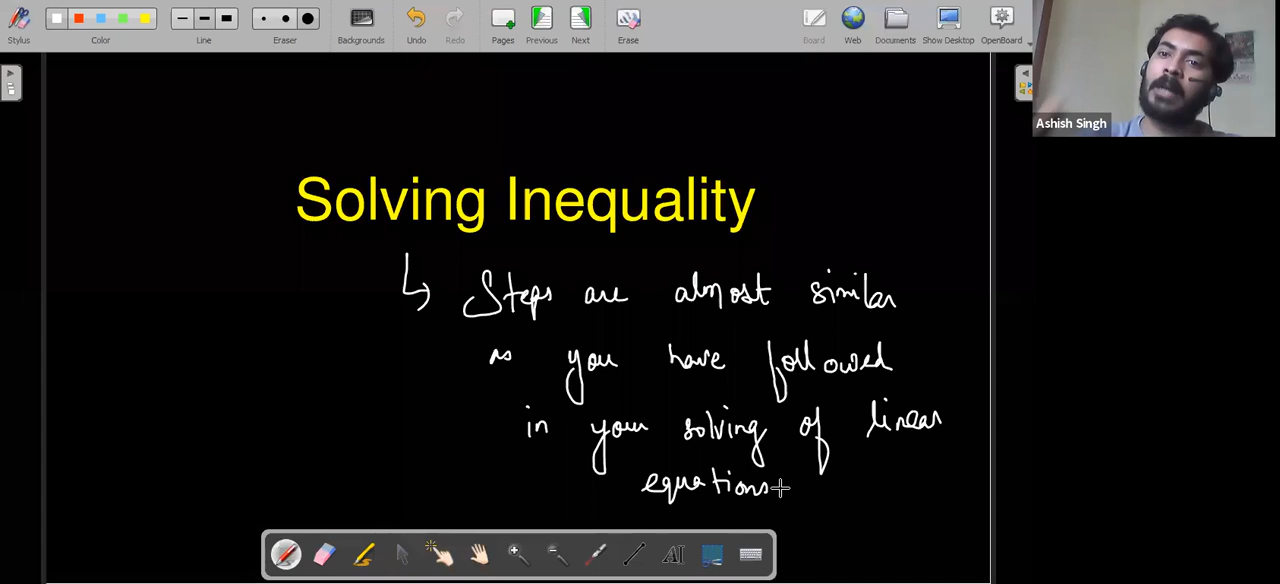 Stylus
Color
Line
Eraser
Backgrounds
Undo
Redo
Pages
Previous
Next
Erase
Board
Web
Documents
Show Desktop
OpenBoard
Ashish Singh
Solving Inequality
Steps are almost similar
as you have followed
in your solving of linear
equations
AI